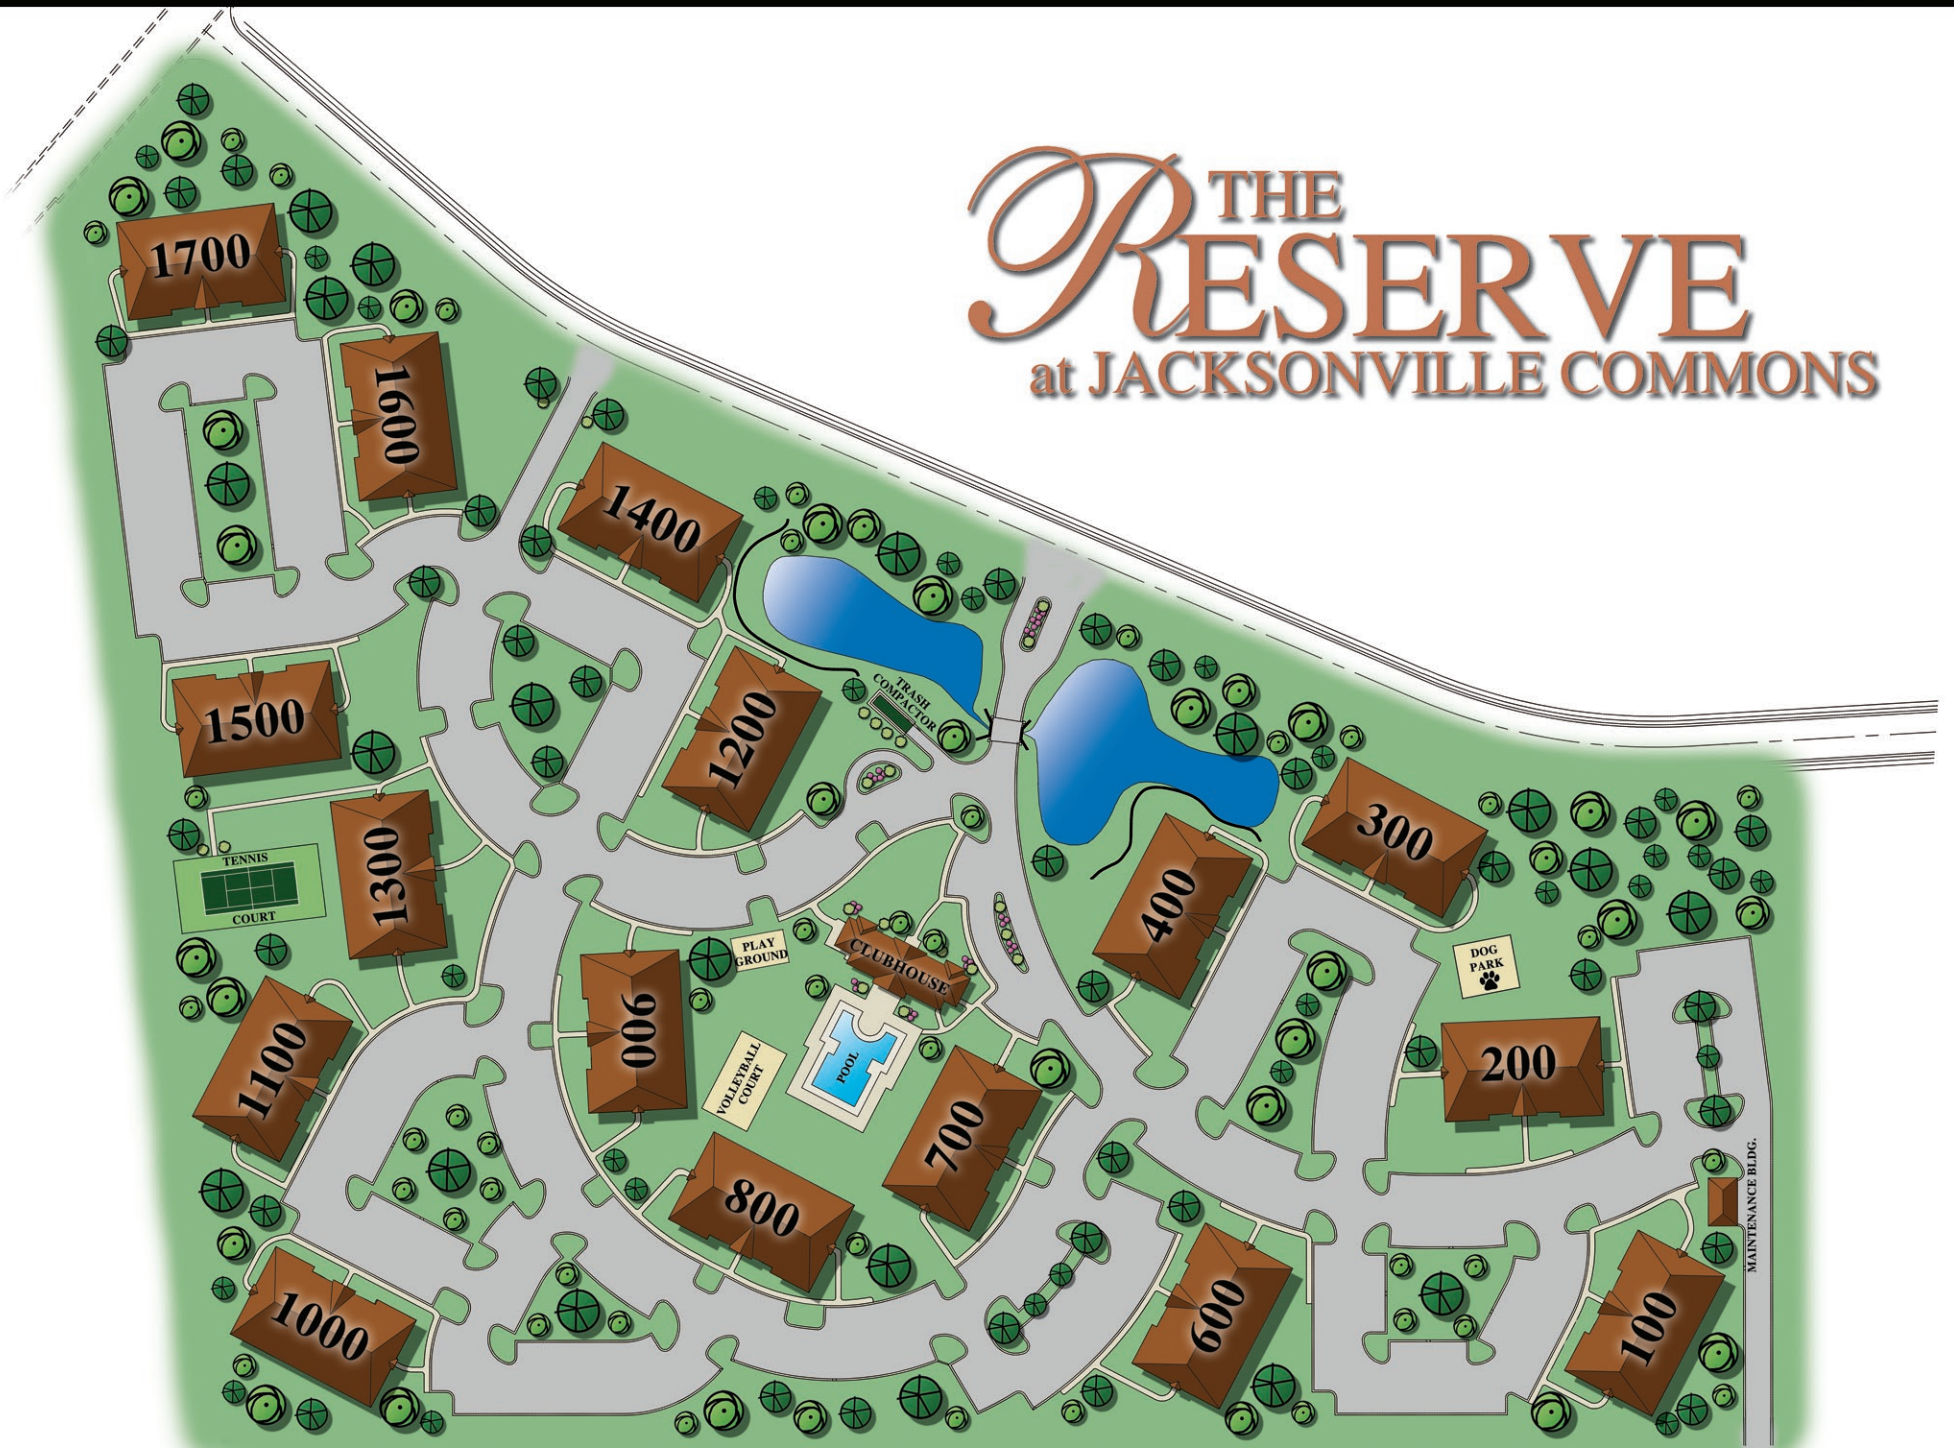 THE
RESERVE
at JACKSONVILLE COMMONS
1700
1600
1400
1500
1200
TRASH
COMPACTOR
300
1300
TENNIS
COURT
400
PLAY
GROUND
CLUBHOUSE
DOG
PARK
900
1100
VOLLEYBALL
COURT
POOL
700
200
800
MAINTENANCE BLDG.
1000
600
100